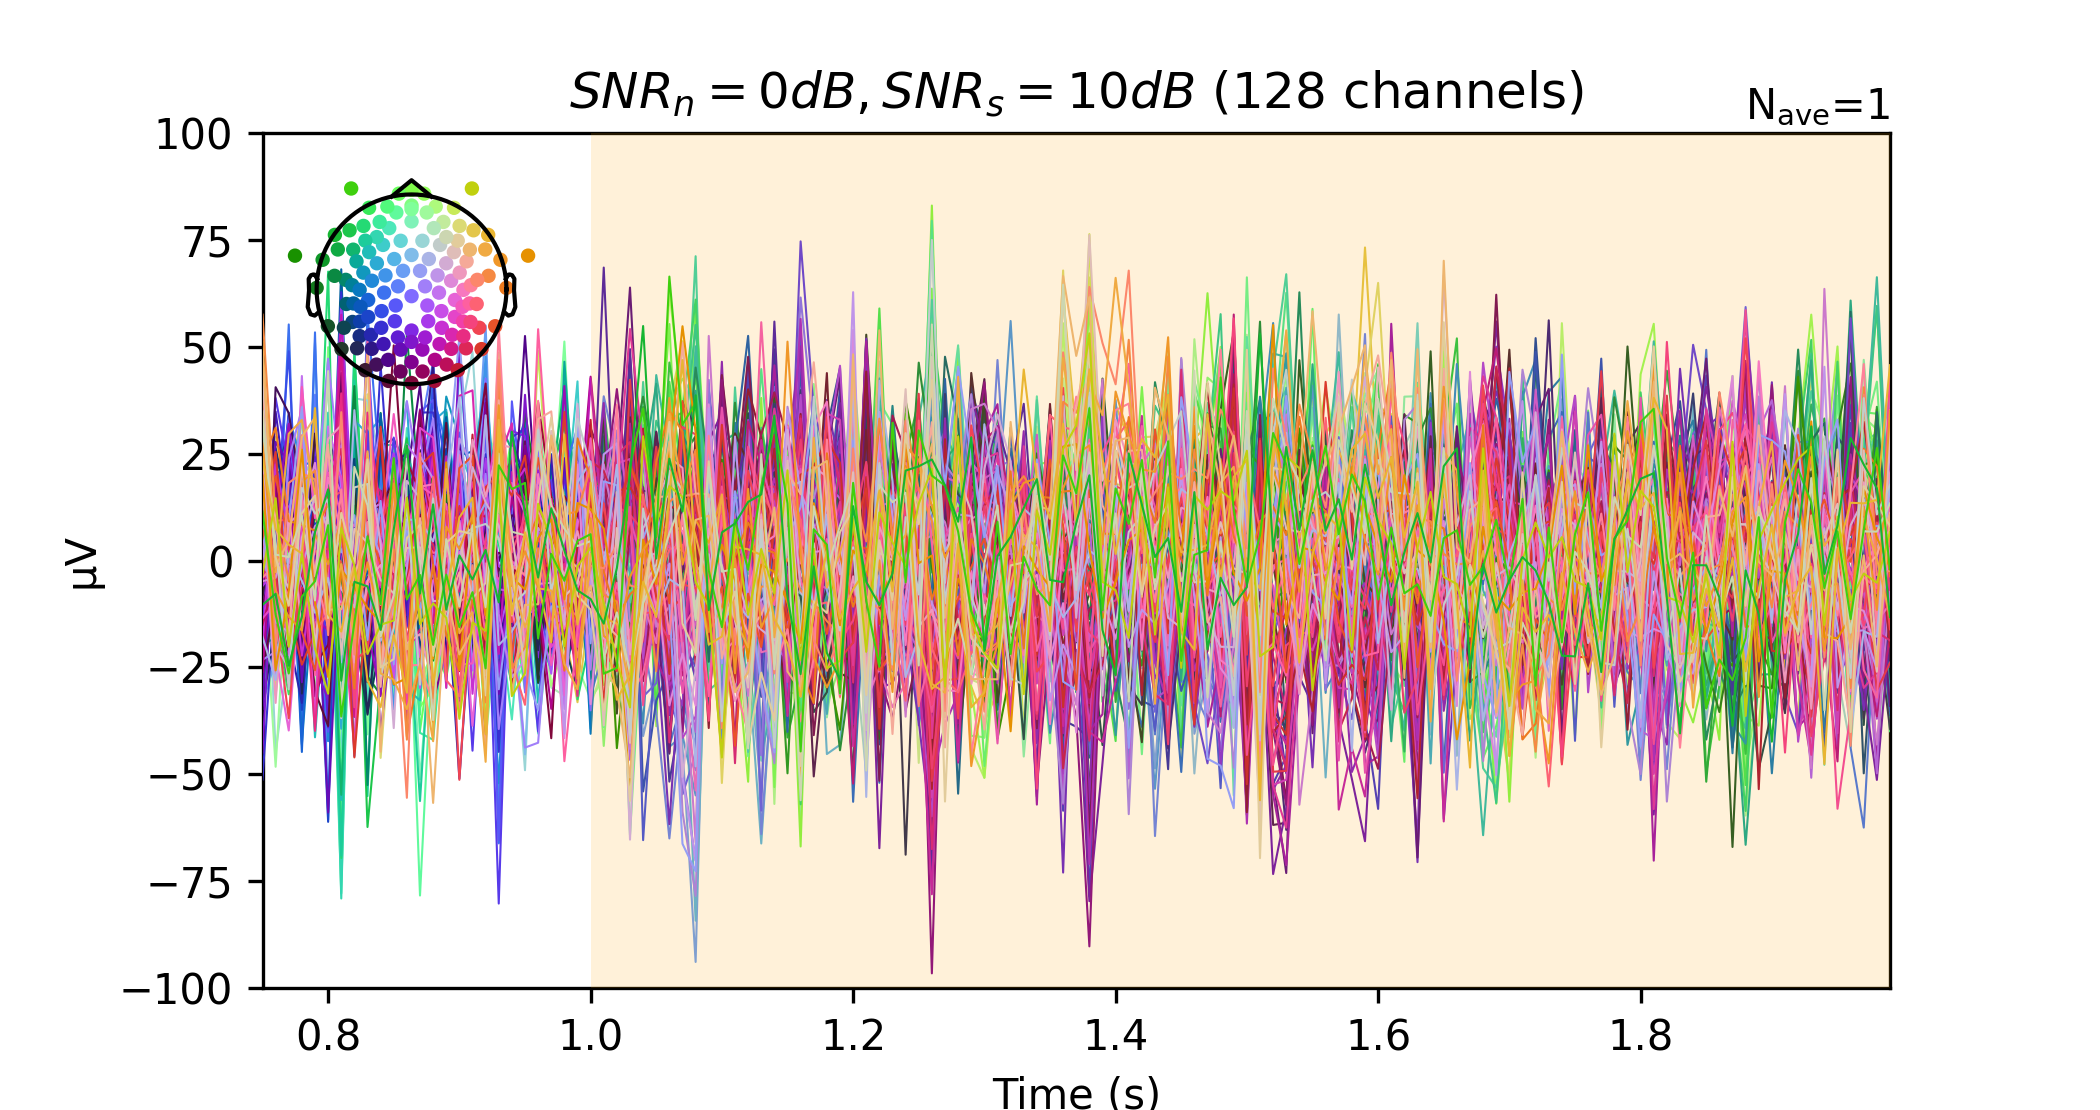 SNRₙ = 0dB, SNRₛ = 10dB (128 channels)
Nₐᵥₑ=1
100
75
50
25
0
−25
−50
−75
−100
µV
0.8 1.0 1.2 1.4 1.6 1.8
Time (s)